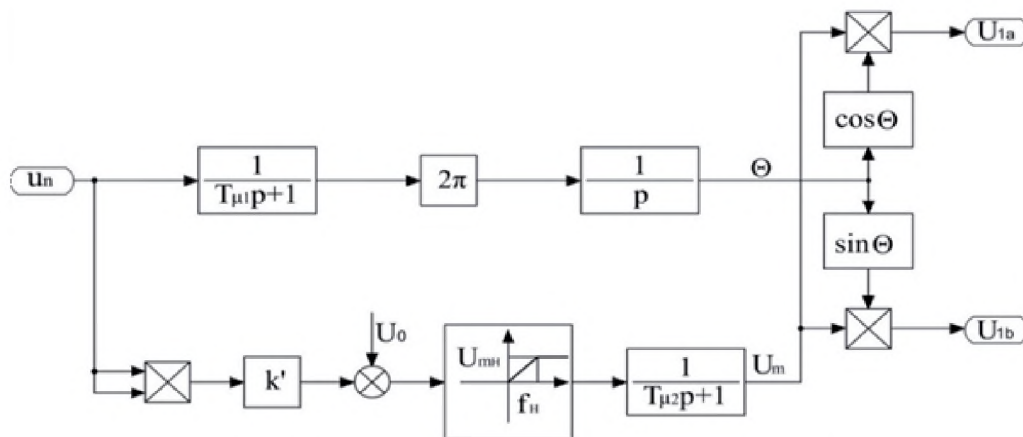 U₁ₐ
cosΘ
uₙ
1
Tμ₁p+1
2π
1
p
Θ
sinΘ
U₀
Uₘн
fн
k'
1
Tμ₂p+1
Uₘ
U₁b